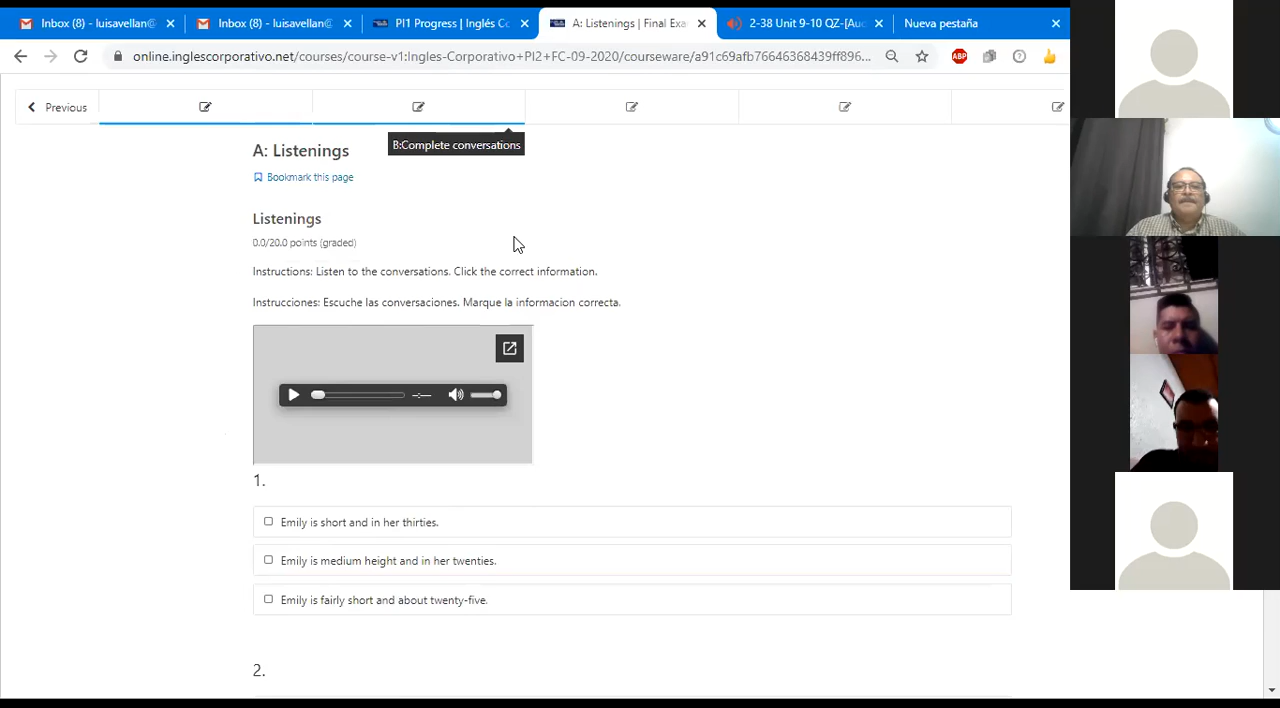 Inbox (8) - luisavellan@
Inbox (8) - luisavellan@
PI1 Progress | Inglés Co
A: Listenings | Final Exa
2-38 Unit 9-10 QZ-[Auc
Nueva pestaña
online.inglescorporativo.net/courses/course-v1:Ingles-Corporativo+PI2+FC-09-2020/courseware/a91c69afb76646368439ff896...
ABP
Previous
B:Complete conversations
A: Listenings
Bookmark this page
Listenings
0.0/20.0 points (graded)
Instructions: Listen to the conversations. Click the correct information.
Instrucciones: Escuche las conversaciones. Marque la informacion correcta.
-:--
1.
Emily is short and in her thirties.
Emily is medium height and in her twenties.
Emily is fairly short and about twenty-five.
2.